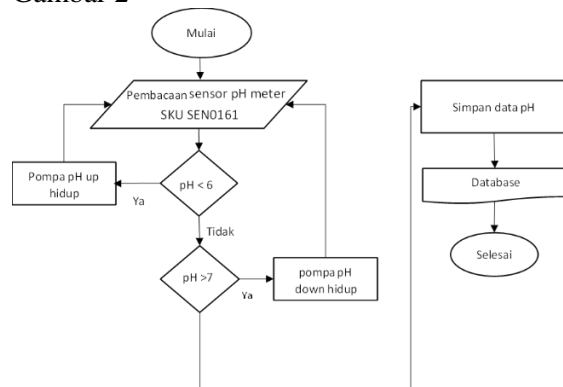 Gambar 2
Mulai
Pembacaan sensor pH meter
SKU SEN0161
Pompa pH up
hidup
Ya
pH < 6
Tidak
pH >7
Ya
pompa pH
down hidup
Simpan data pH
Database
Selesai